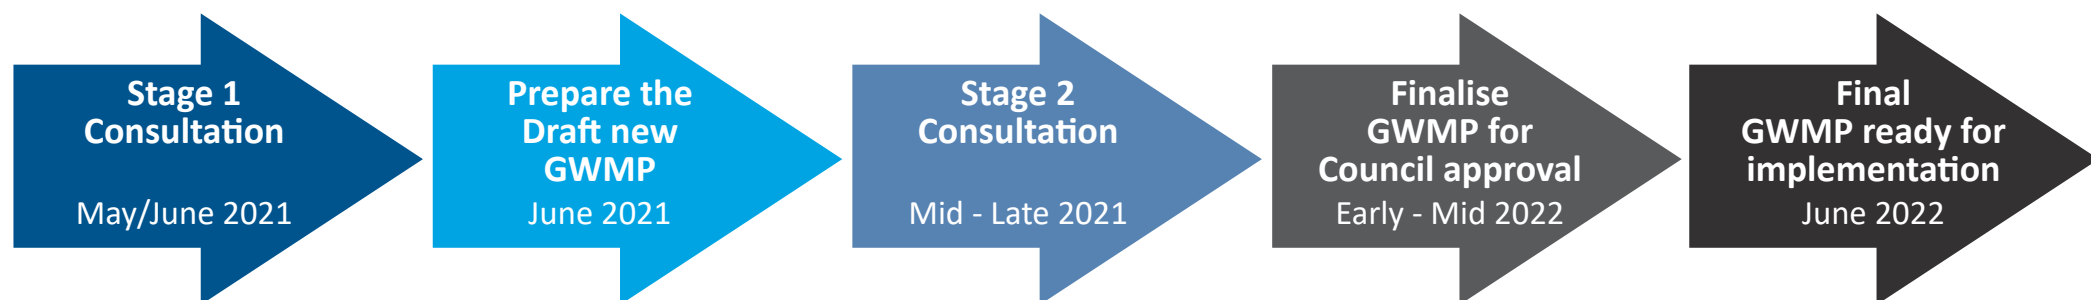 Stage 1
Consultation
May/June 2021
Prepare the
Draft new
GWMP
June 2021
Stage 2
Consultation
Mid - Late 2021
Finalise
GWMP for
Council approval
Early - Mid 2022
Final
GWMP ready for
implementation
June 2022